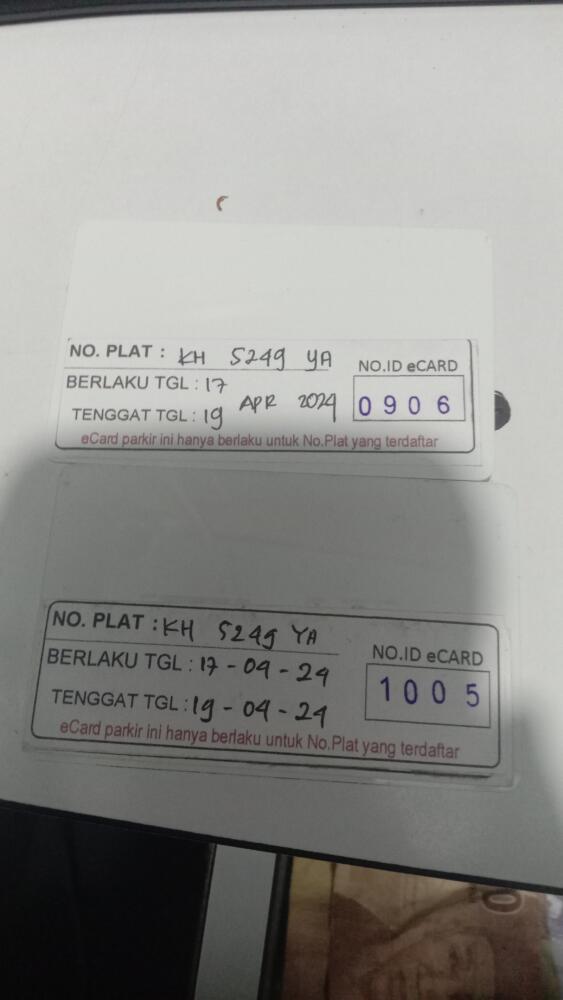 NO. PLAT : KH 5249 YA
NO.ID eCARD
BERLAKU TGL : 17
APR 2024
0906
TENGGAT TGL : 19
eCard parkir ini hanya berlaku untuk No.Plat yang terdaftar
NO. PLAT : KH 5249 YA
NO.ID eCARD
BERLAKU TGL : 17-04-24
1005
TENGGAT TGL : 19-04-24
eCard parkir ini hanya berlaku untuk No.Plat yang terdaftar